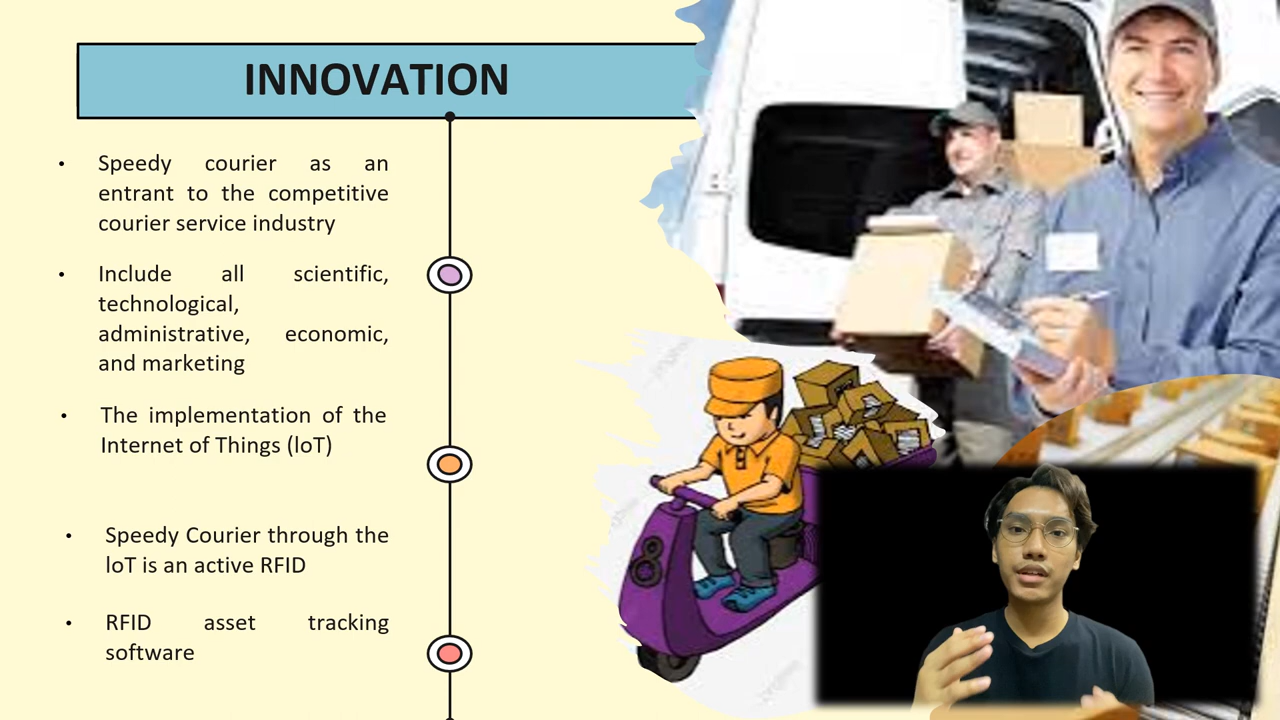 INNOVATION
• Speedy courier as an
entrant to the competitive
courier service industry
• Include all scientific,
technological,
administrative, economic,
and marketing
• The implementation of the
Internet of Things (loT)
• Speedy Courier through the
loT is an active RFID
• RFID asset tracking
software